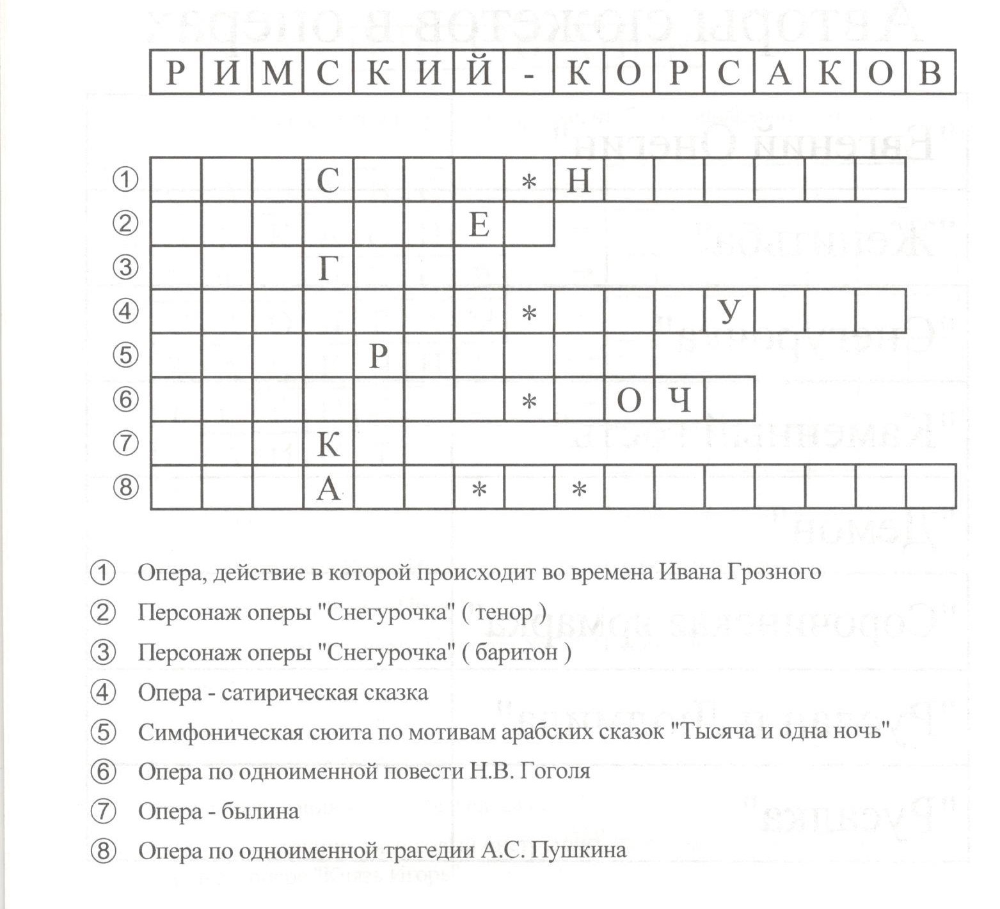 РИМСКИЙ-КОРСАКОВ
① С * Н
② Е
③ Г
④ * У
⑤ Р
⑥ * О Ч
⑦ К
⑧ А * *
① Опера, действие в которой происходит во времена Ивана Грозного
② Персонаж оперы "Снегурочка" ( тенор )
③ Персонаж оперы "Снегурочка" ( баритон )
④ Опера - сатирическая сказка
⑤ Симфоническая сюита по мотивам арабских сказок "Тысяча и одна ночь"
⑥ Опера по одноименной повести Н.В. Гоголя
⑦ Опера - былина
⑧ Опера по одноименной трагедии А.С. Пушкина